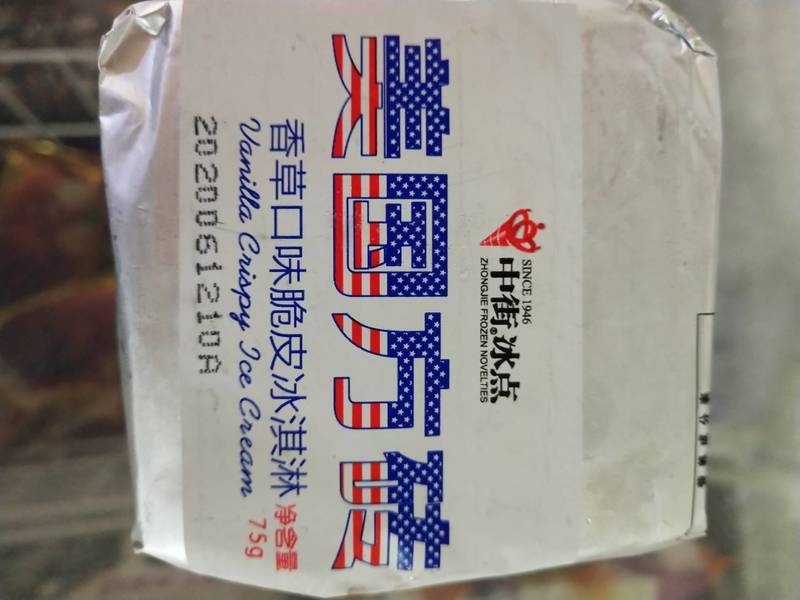 SINCE 1946
中街®冰点
ZHONGJIE FROZEN NOVELTIES
美国方砖
香草口味脆皮冰淇淋
净含量
75g
Vanilla Crispy Ice Cream
2020061210A